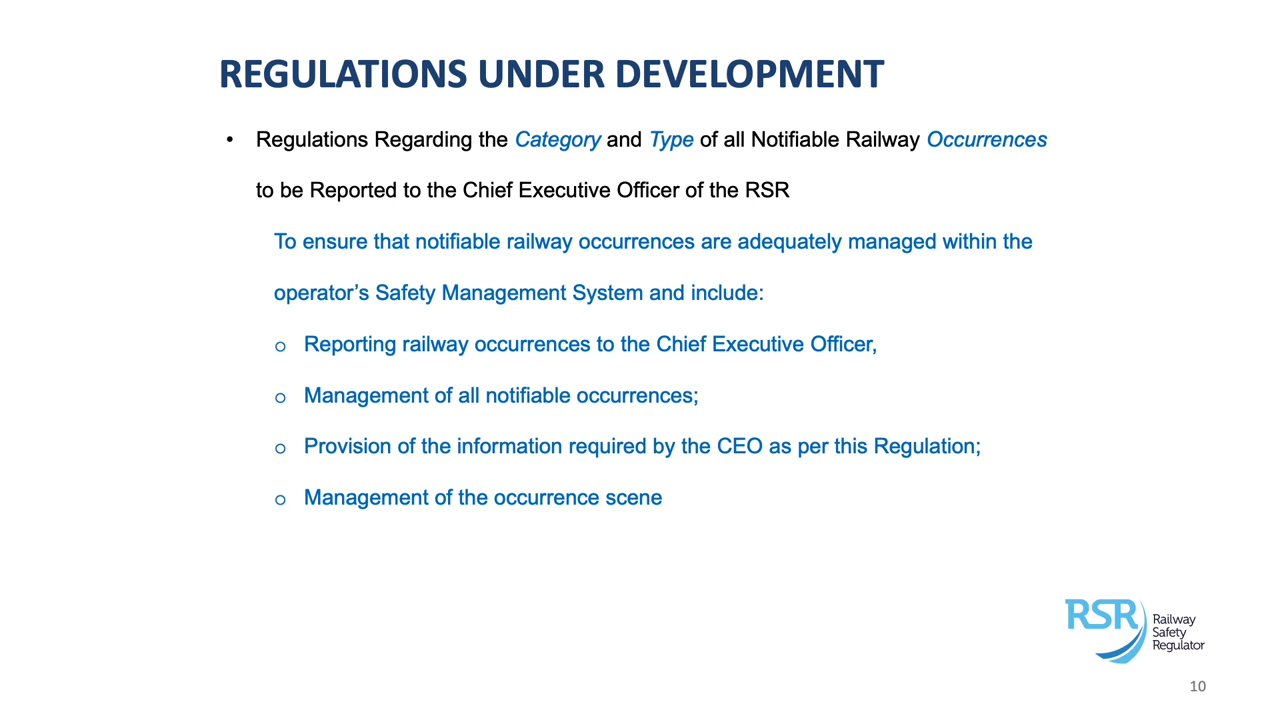 REGULATIONS UNDER DEVELOPMENT
• Regulations Regarding the Category and Type of all Notifiable Railway Occurrences
to be Reported to the Chief Executive Officer of the RSR
To ensure that notifiable railway occurrences are adequately managed within the
operator’s Safety Management System and include:
o Reporting railway occurrences to the Chief Executive Officer,
o Management of all notifiable occurrences;
o Provision of the information required by the CEO as per this Regulation;
o Management of the occurrence scene
RSR
Railway
Safety
Regulator
10